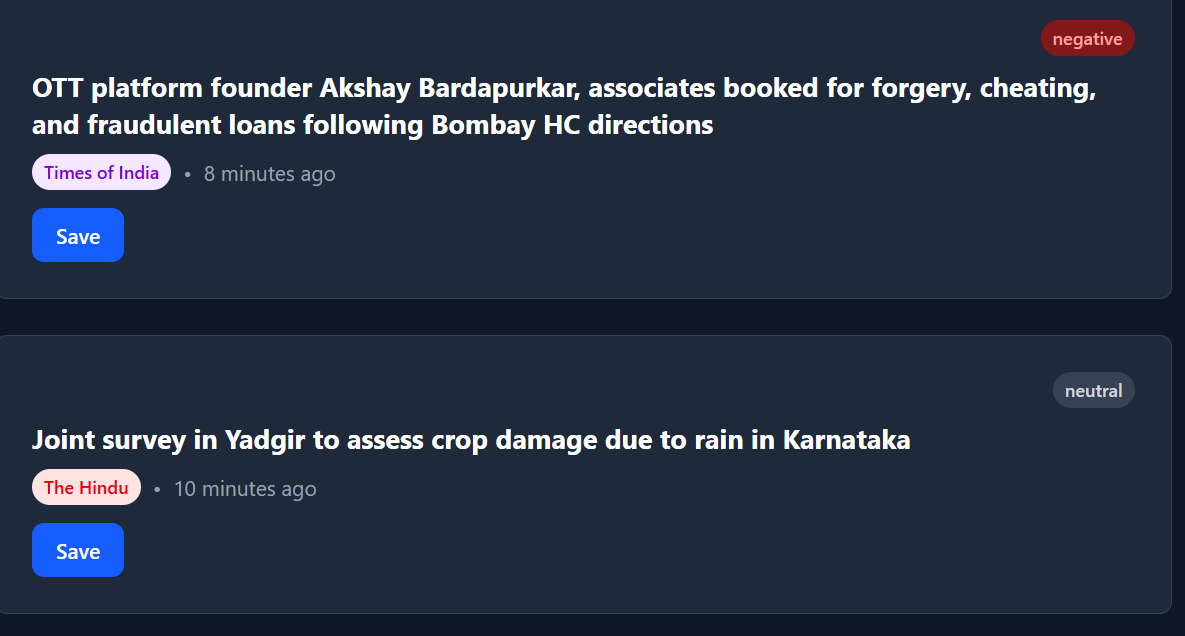 negative
OTT platform founder Akshay Bardapurkar, associates booked for forgery, cheating,
and fraudulent loans following Bombay HC directions
Times of India • 8 minutes ago
Save
neutral
Joint survey in Yadgir to assess crop damage due to rain in Karnataka
The Hindu • 10 minutes ago
Save